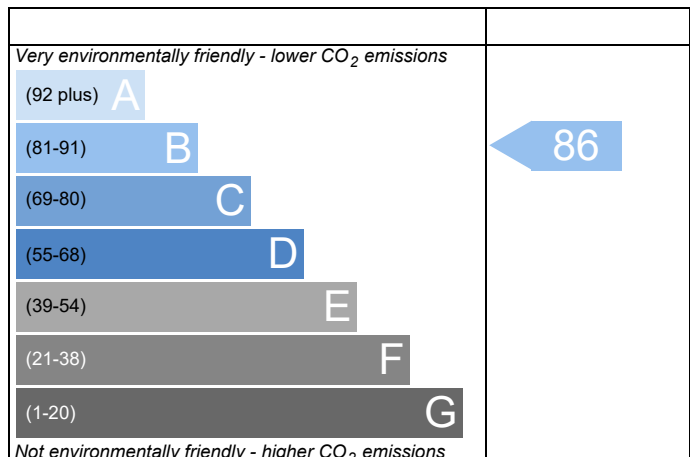 Very environmentally friendly - lower CO2 emissions
(92 plus) A
(81-91) B
86
(69-80) C
(55-68) D
(39-54) E
(21-38) F
(1-20) G
Not environmentally friendly - higher CO2 emissions